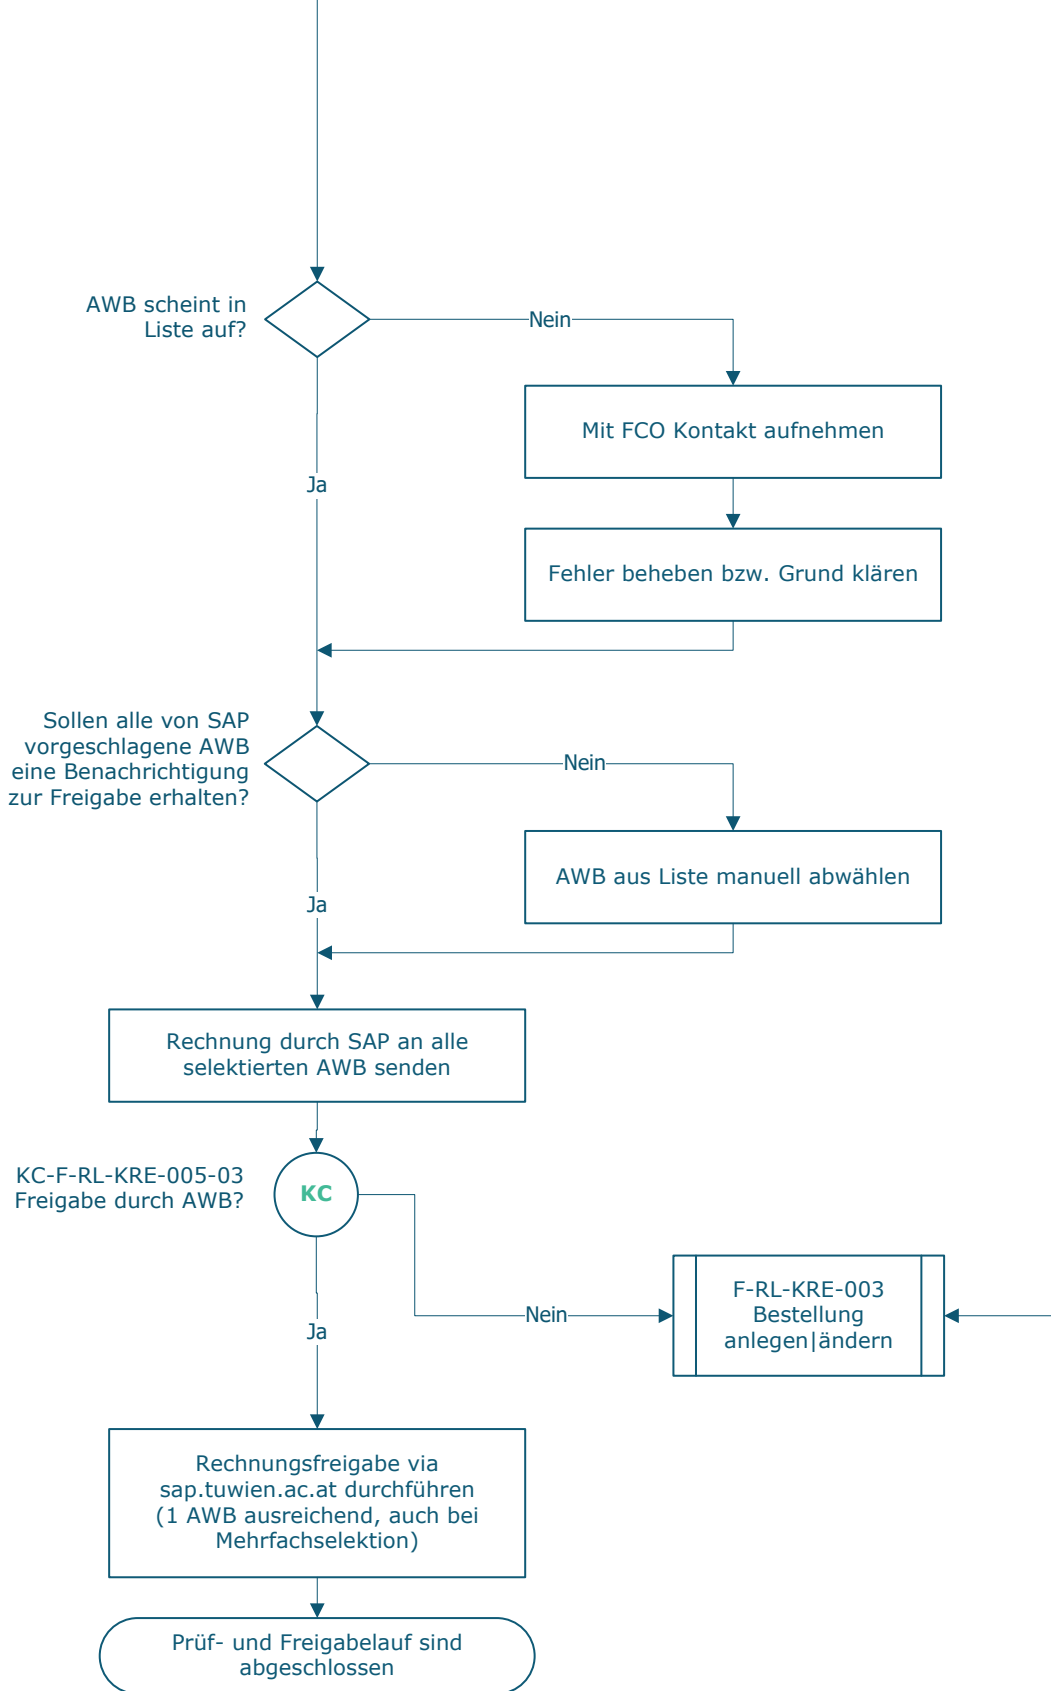 AWB scheint in
Liste auf?
Nein
Mit FCO Kontakt aufnehmen
Ja
Fehler beheben bzw. Grund klären
Sollen alle von SAP
vorgeschlagene AWB
eine Benachrichtigung
zur Freigabe erhalten?
Nein
AWB aus Liste manuell abwählen
Ja
Rechnung durch SAP an alle
selektierten AWB senden
KC-F-RL-KRE-005-03
Freigabe durch AWB?
KC
Nein
F-RL-KRE-003
Bestellung
anlegen|ändern
Ja
Rechnungsfreigabe via
sap.tuwien.ac.at durchführen
(1 AWB ausreichend, auch bei
Mehrfachselektion)
Prüf- und Freigabelauf sind
abgeschlossen